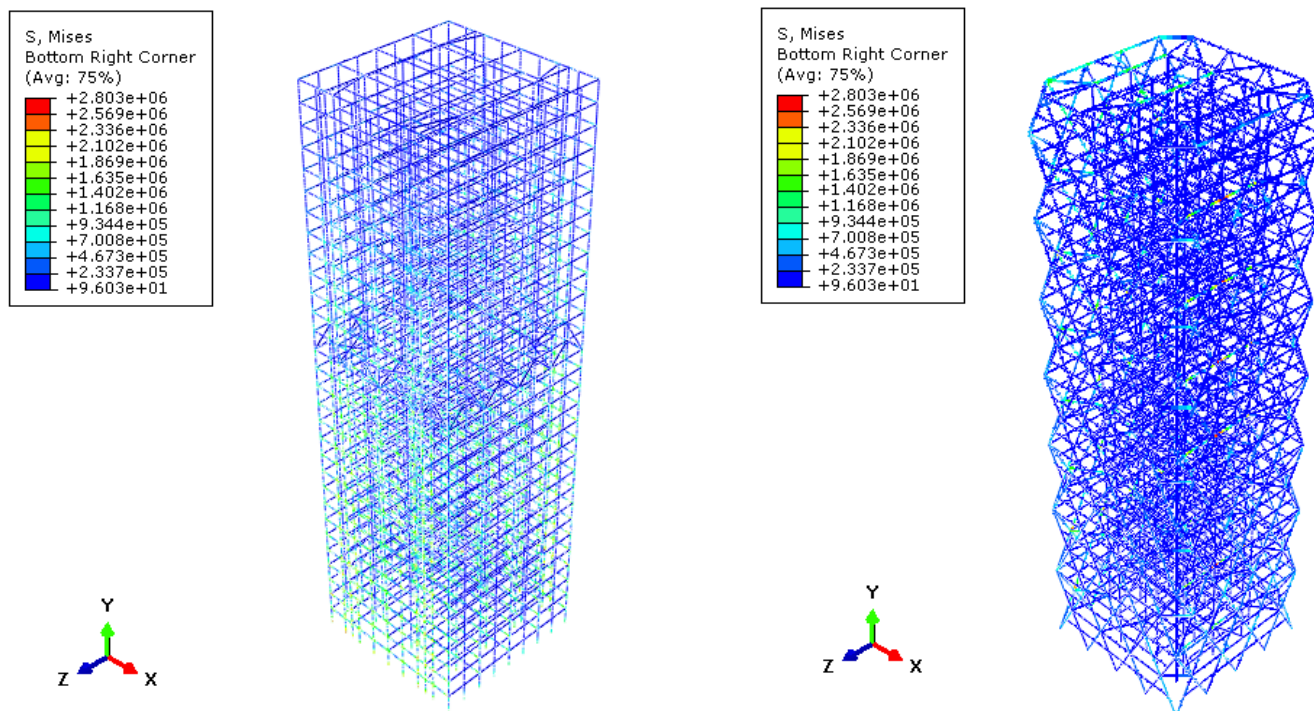 S, Mises
Bottom Right Corner
(Avg: 75%)
+2.803e+06
+2.569e+06
+2.336e+06
+2.102e+06
+1.869e+06
+1.635e+06
+1.402e+06
+1.168e+06
+9.344e+05
+7.008e+05
+4.673e+05
+2.337e+05
+9.603e+01
Y
Z
X
S, Mises
Bottom Right Corner
(Avg: 75%)
+2.803e+06
+2.569e+06
+2.336e+06
+2.102e+06
+1.869e+06
+1.635e+06
+1.402e+06
+1.168e+06
+9.344e+05
+7.008e+05
+4.673e+05
+2.337e+05
+9.603e+01
Y
Z
X